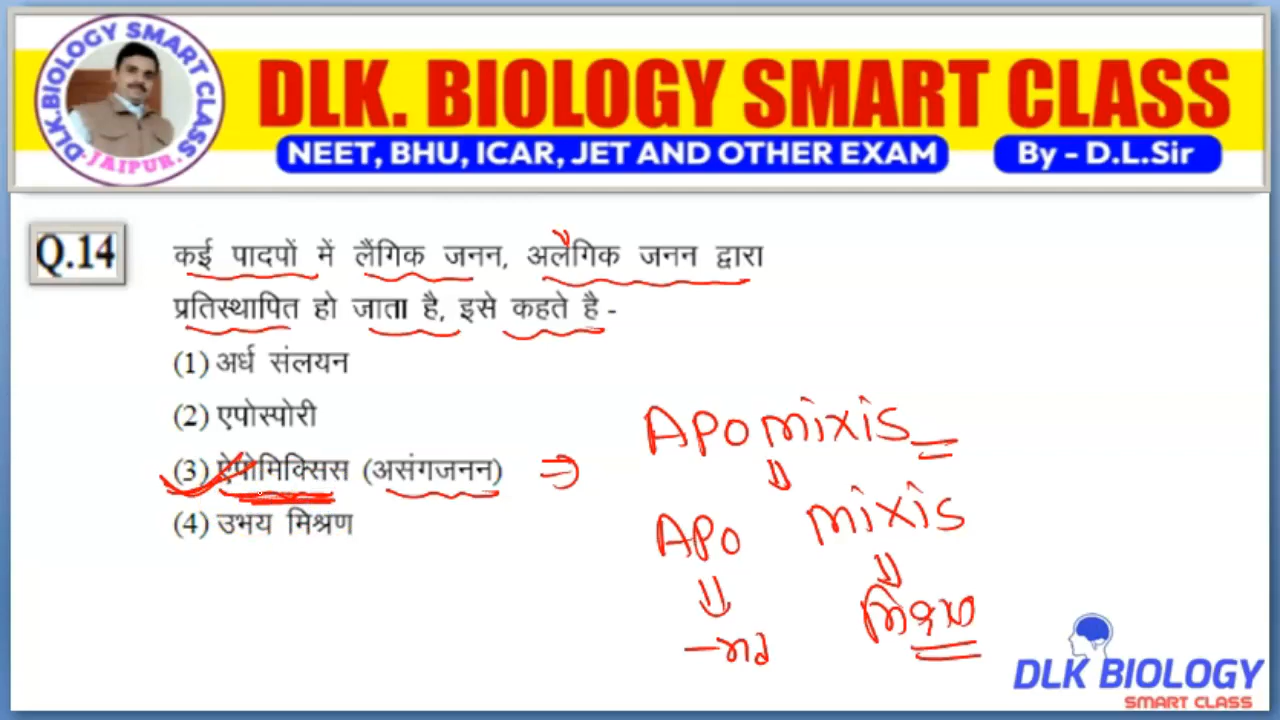 DLK.BIOLOGY SMART CLASS
-JAIPUR.
DLK. BIOLOGY SMART CLASS
NEET, BHU, ICAR, JET AND OTHER EXAM
By - D.L.Sir
Q.14
कई पादपों में लैंगिक जनन, अलैगिक जनन द्वारा
प्रतिस्थापित हो जाता है, इसे कहते है -
(1) अर्ध संलयन
(2) एपोस्पोरी
(3) ऐपोमिक्सिस (असंगजनन) ⇒
(4) उभय मिश्रण
APomixis
APo mixis
DLK BIOLOGY
SMART CLASS